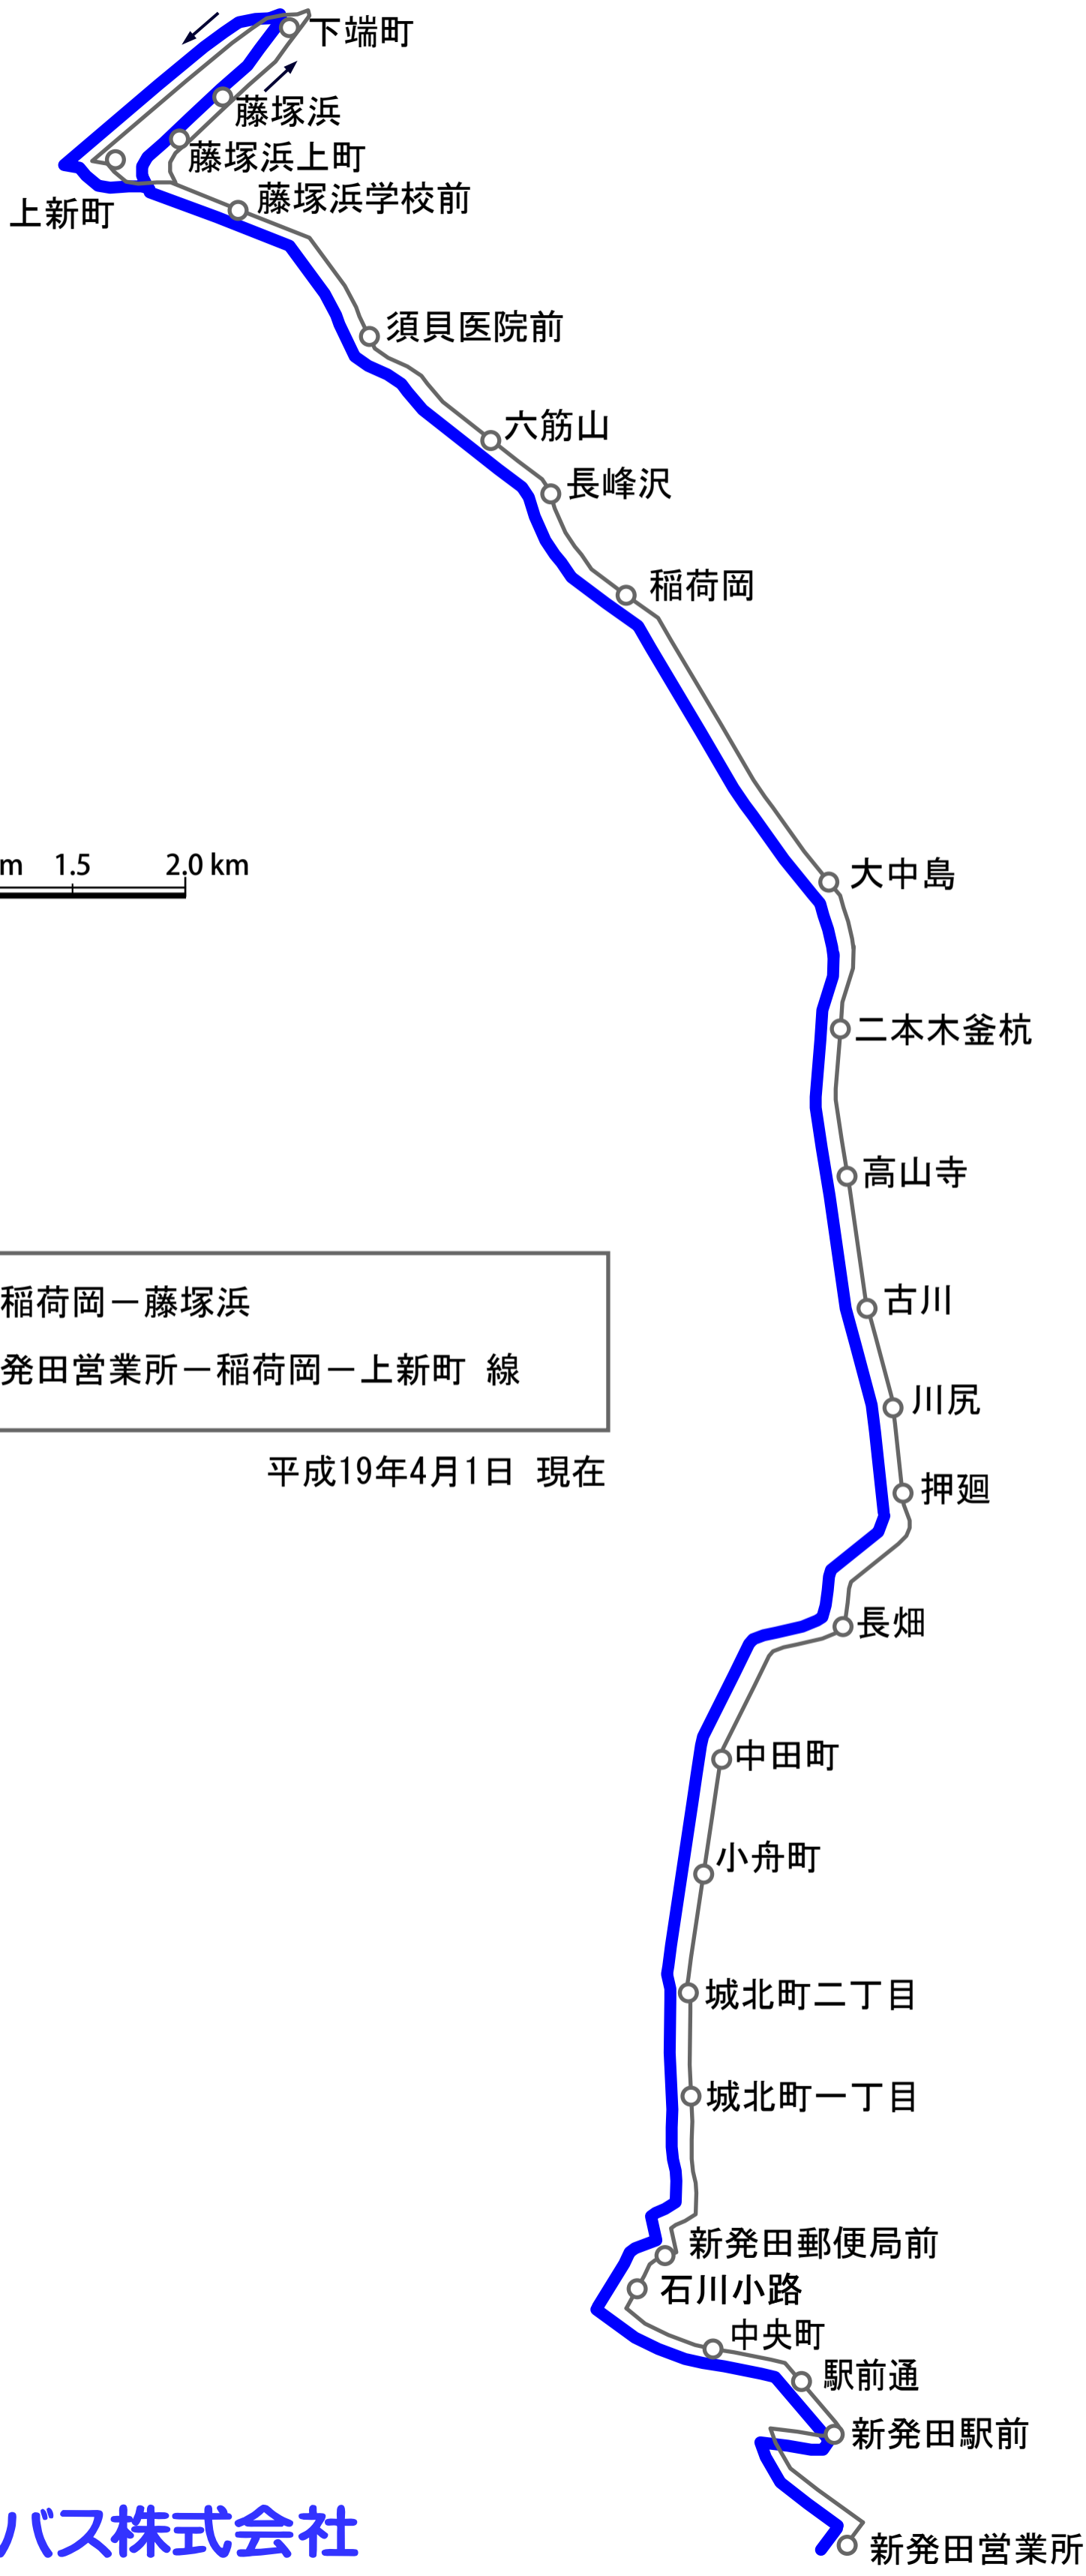 下端町
藤塚浜
藤塚浜上町
藤塚浜学校前
上新町
須貝医院前
六筋山
長峰沢
稲荷岡
m 1.5 2.0 km
大中島
二本木釜杭
高山寺
古川
稲荷岡－藤塚浜
発田営業所－稲荷岡－上新町 線
川尻
平成19年4月1日 現在
押廻
長畑
中田町
小舟町
城北町二丁目
城北町一丁目
新発田郵便局前
石川小路
中央町
駅前通
新発田駅前
バス株式会社
新発田営業所